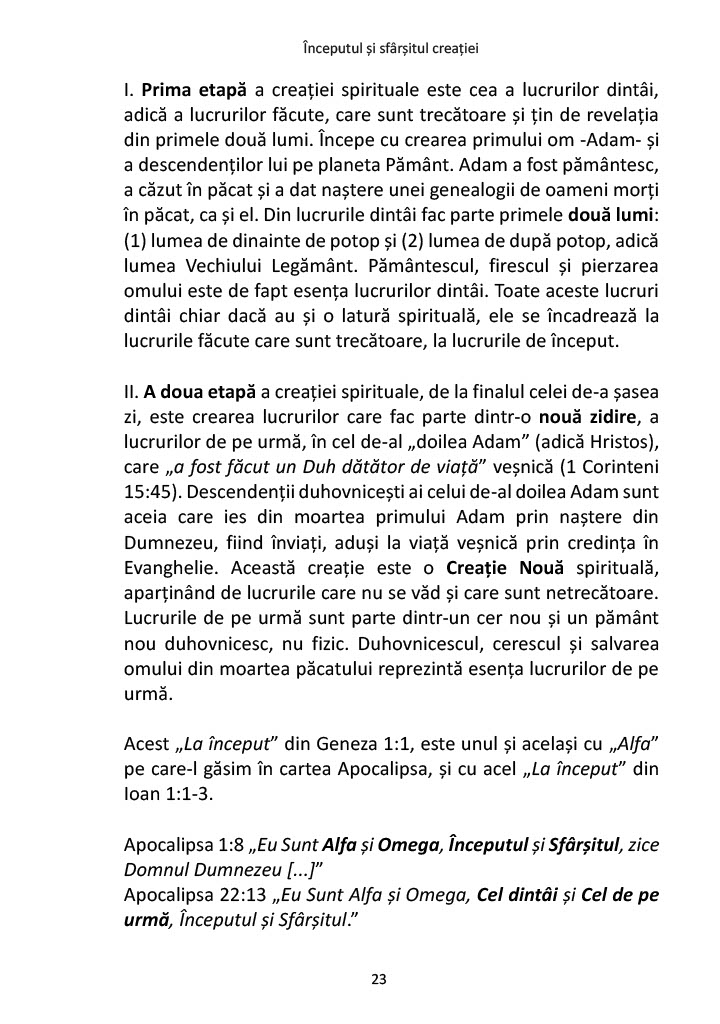 Începutul și sfârșitul creației
I. Prima etapă a creației spirituale este cea a lucrurilor dintâi,
adică a lucrurilor făcute, care sunt trecătoare și țin de revelația
din primele două lumi. Începe cu crearea primului om -Adam- și
a descendenților lui pe planeta Pământ. Adam a fost pământesc,
a căzut în păcat și a dat naștere unei genealogii de oameni morți
în păcat, ca și el. Din lucrurile dintâi fac parte primele două lumi:
(1) lumea de dinainte de potop și (2) lumea de după potop, adică
lumea Vechiului Legământ. Pământescul, firescul și pierzarea
omului este de fapt esența lucrurilor dintâi. Toate aceste lucruri
dintâi chiar dacă au și o latură spirituală, ele se încadrează la
lucrurile făcute care sunt trecătoare, la lucrurile de început.
II. A doua etapă a creației spirituale, de la finalul celei de-a șasea
zi, este crearea lucrurilor care fac parte dintr-o nouă zidire, a
lucrurilor de pe urmă, în cel de-al „doilea Adam” (adică Hristos),
care „a fost făcut un Duh dătător de viață” veșnică (1 Corinteni
15:45). Descendenții duhovnicești ai celui de-al doilea Adam sunt
aceia care ies din moartea primului Adam prin naștere din
Dumnezeu, fiind înviați, aduși la viață veșnică prin credința în
Evanghelie. Această creație este o Creație Nouă spirituală,
aparținând de lucrurile care nu se văd și care sunt netrecătoare.
Lucrurile de pe urmă sunt parte dintr-un cer nou și un pământ
nou duhovnicesc, nu fizic. Duhovnicescul, cerescul și salvarea
omului din moartea păcatului reprezintă esența lucrurilor de pe
urmă.
Acest „La început” din Geneza 1:1, este unul și același cu „Alfa”
pe care-l găsim în cartea Apocalipsa, și cu acel „La început” din
Ioan 1:1-3.
Apocalipsa 1:8 „Eu Sunt Alfa și Omega, Începutul și Sfârșitul, zice
Domnul Dumnezeu [...]”
Apocalipsa 22:13 „Eu Sunt Alfa și Omega, Cel dintâi și Cel de pe
urmă, Începutul și Sfârșitul.”
23